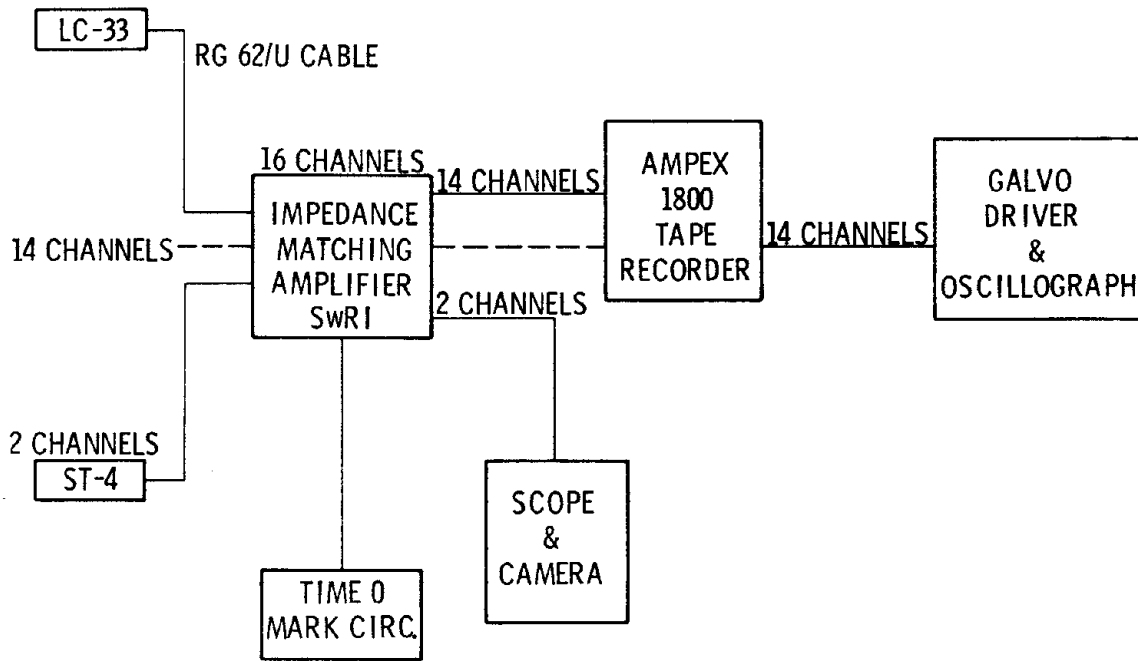 LC-33
RG 62/U CABLE
16 CHANNELS
14 CHANNELS
IMPEDANCE
MATCHING
AMPLIFIER
SwRI
14 CHANNELS
AMPEX
1800
TAPE
RECORDER
14 CHANNELS
GALVO
DRIVER
&
OSCILLOGRAPH
2 CHANNELS
2 CHANNELS
ST-4
SCOPE
&
CAMERA
TIME 0
MARK CIRC.